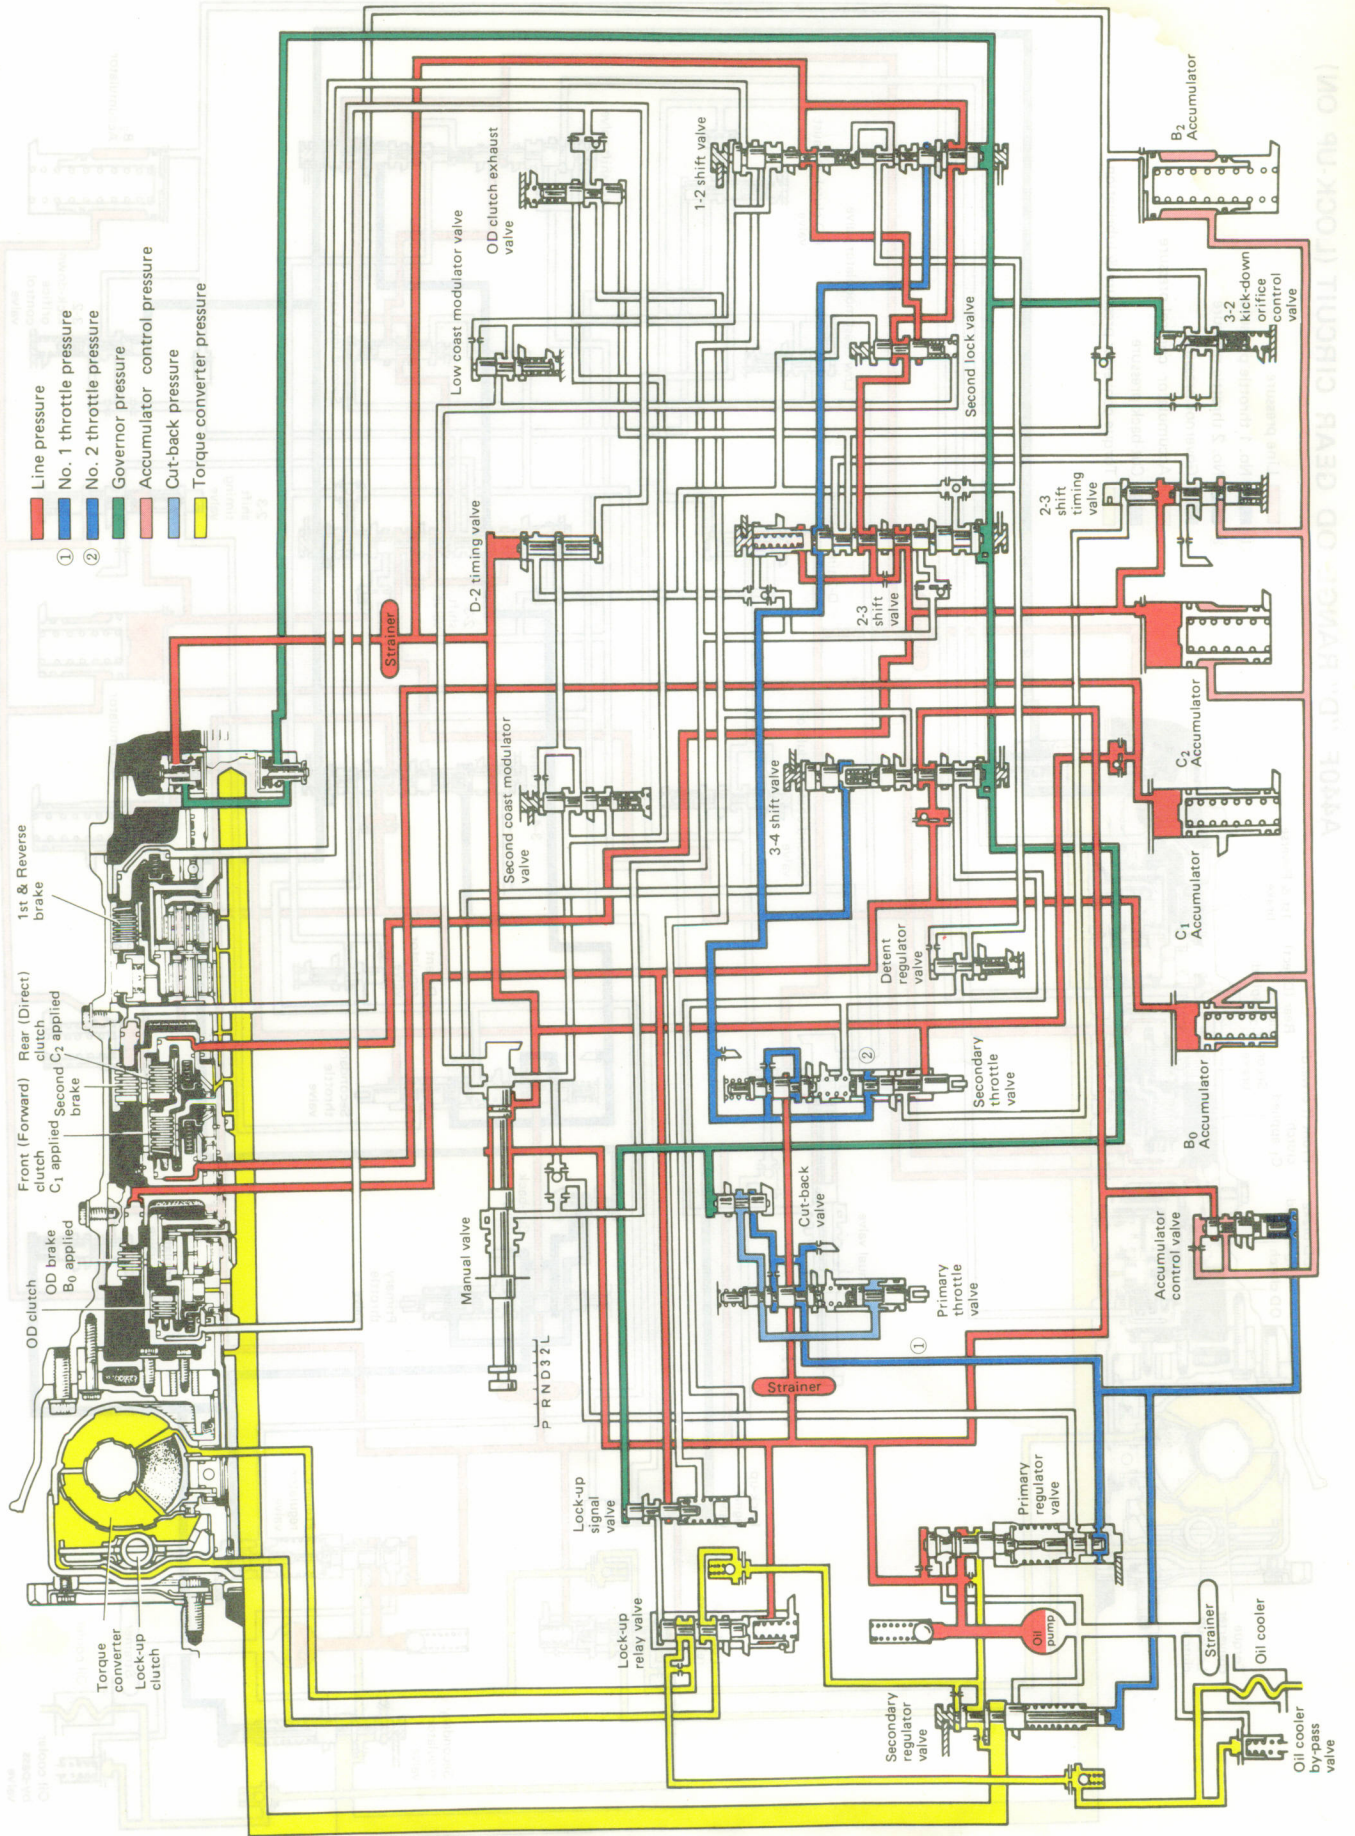 Line pressure
① No. 1 throttle pressure
② No. 2 throttle pressure
Governor pressure
Accumulator control pressure
Cut-back pressure
Torque converter pressure
Torque
converter
Lock-up
clutch
OD clutch
OD brake
B0 applied
Front (Forward)
clutch
C1 applied
Second
brake
Rear (Direct)
clutch
C2 applied
1st & Reverse
brake
Strainer
Manual valve
P R N D 3 2 L
Second coast modulator
valve
D-2 timing valve
Low coast modulator valve
OD clutch exhaust
valve
Lock-up
relay valve
Lock-up
signal
valve
Strainer
Primary
throttle
valve
①
Cut-back
valve
Secondary
throttle
valve
②
Detent
regulator
valve
3-4 shift valve
2-3
shift
valve
Second lock valve
1-2 shift valve
Secondary
regulator
valve
Oil
pump
Primary
regulator
valve
Strainer
Oil cooler
Oil cooler
by-pass
valve
Accumulator
control valve
B0
Accumulator
C1
Accumulator
C2
Accumulator
2-3
shift
timing
valve
3-2
kick-down
orifice
control
valve
B2
Accumulator
A40F "D" RANGE OD GEAR CIRCUIT (LOCK-UP ON)